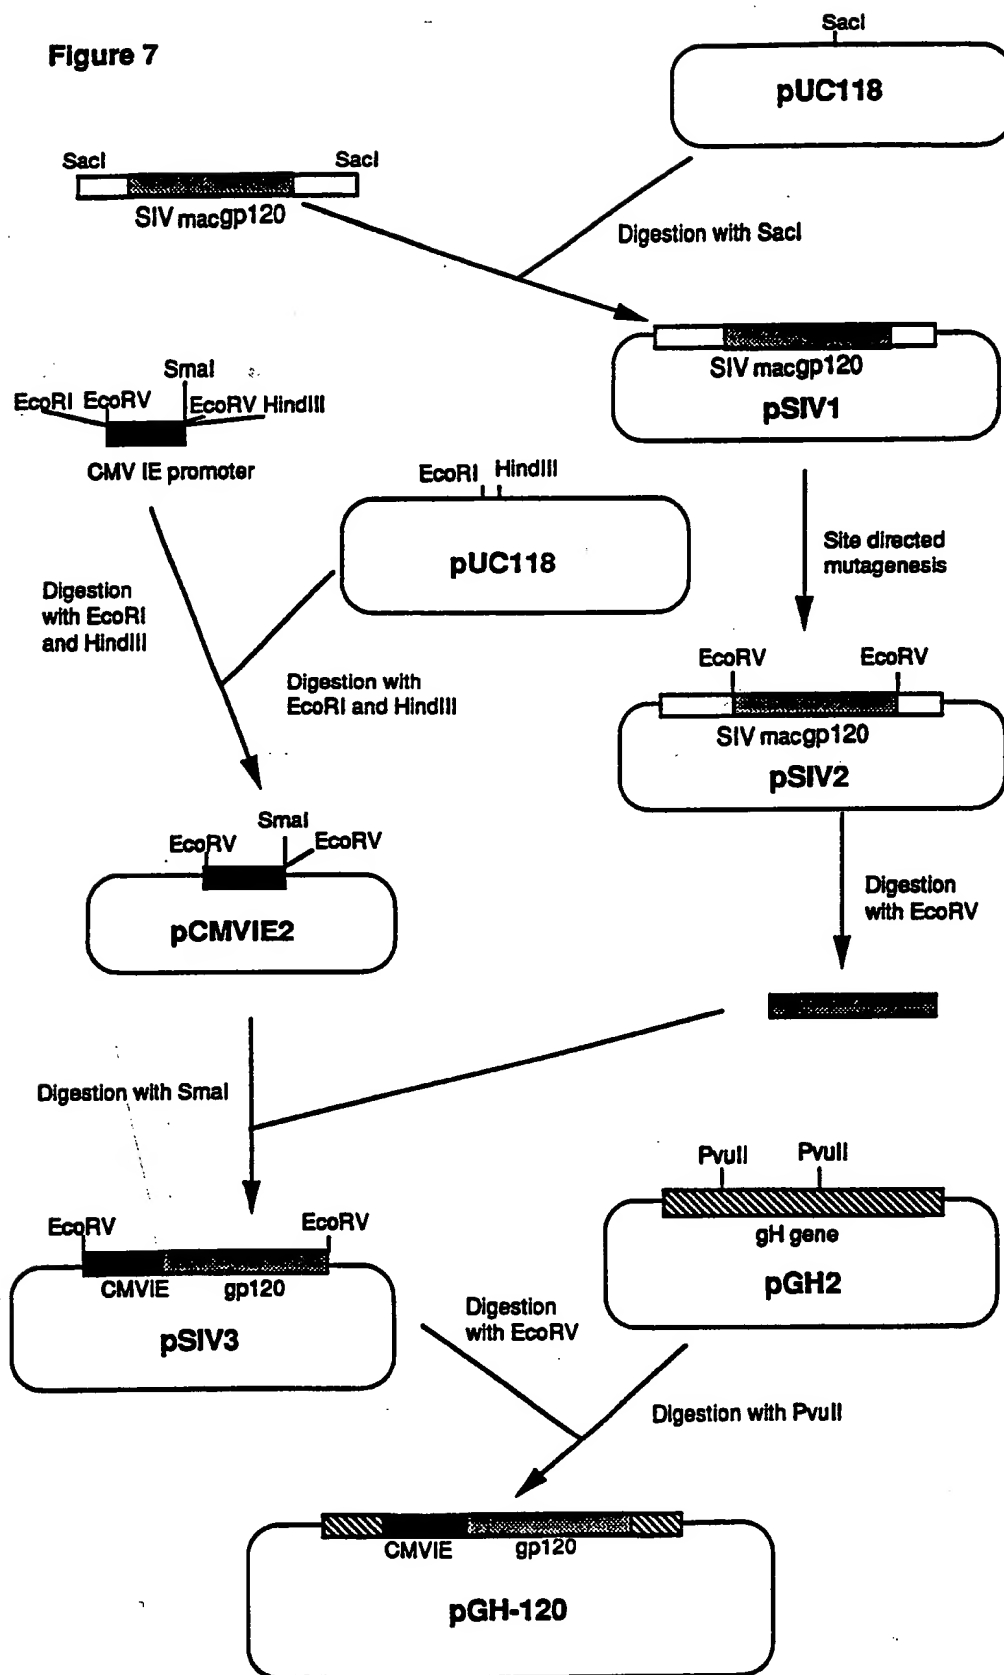 Figure 7
SacI
pUC118
SacI
SacI
SIV macgp120
Digestion with SacI
SIV macgp120
pSIV1
SmaI
EcoRI
EcoRV
EcoRV
HindIII
CMV IE promoter
EcoRI
HindIII
pUC118
Site directed
mutagenesis
Digestion
with EcoRI
and HindIII
Digestion with
EcoRI and HindIII
EcoRV
EcoRV
SIV macgp120
pSIV2
SmaI
EcoRV
EcoRV
pCMVIE2
Digestion
with EcoRV
Digestion with SmaI
PvuII
PvuII
gH gene
pGH2
EcoRV
EcoRV
CMVIE
gp120
pSIV3
Digestion
with EcoRV
Digestion with PvuII
CMVIE
gp120
pGH-120